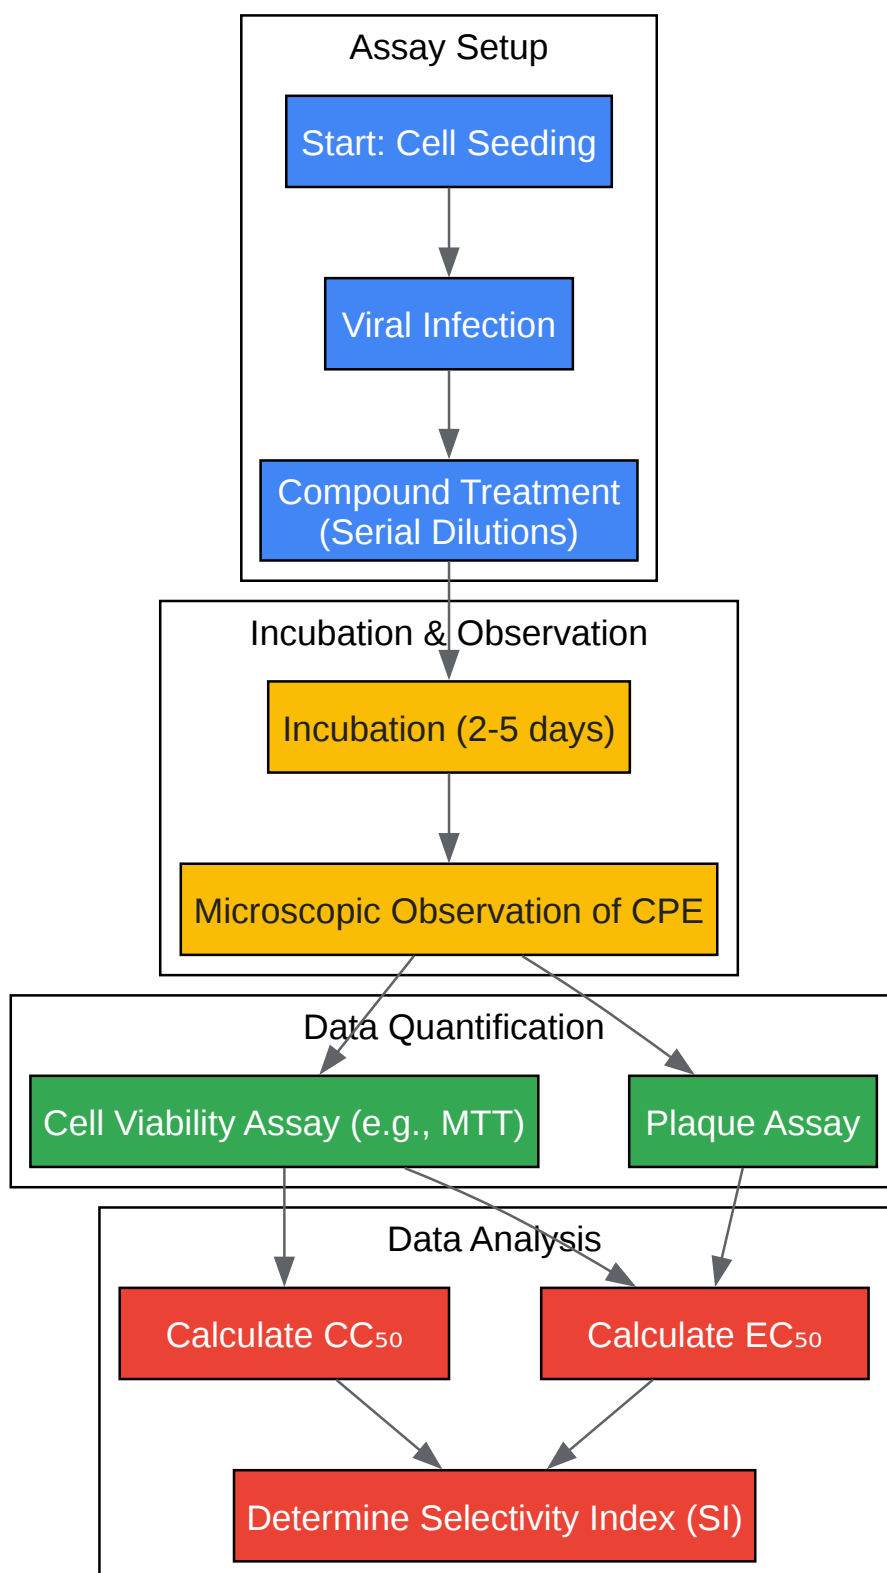 Assay Setup
Start: Cell Seeding
Viral Infection
Compound Treatment
(Serial Dilutions)
Incubation & Observation
Incubation (2-5 days)
Microscopic Observation of CPE
Data Quantification
Cell Viability Assay (e.g., MTT)
Plaque Assay
Data Analysis
Calculate CC₅₀
Calculate EC₅₀
Determine Selectivity Index (SI)